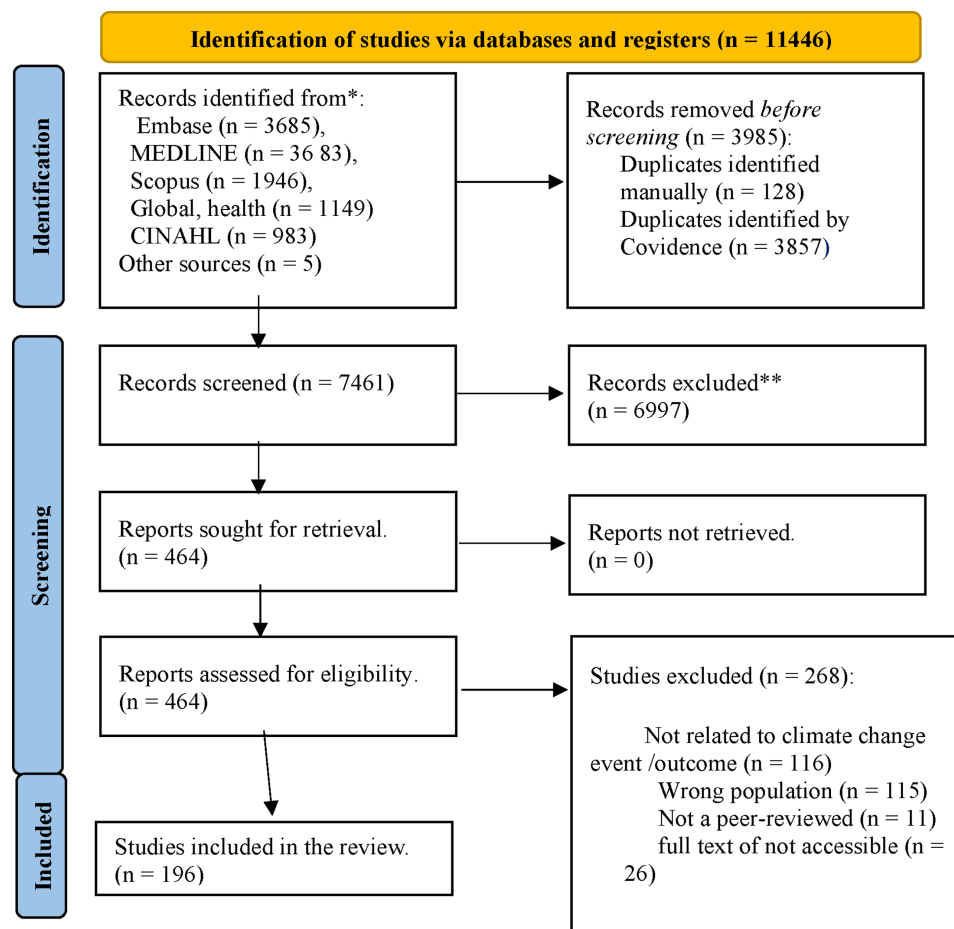 Identification of studies via databases and registers (n = 11446)
Identification
Records identified from*:
Embase (n = 3685),
MEDLINE (n = 36 83),
Scopus (n = 1946),
Global, health (n = 1149)
CINAHL (n = 983)
Other sources (n = 5)
Records removed before
screening (n = 3985):
Duplicates identified
manually (n = 128)
Duplicates identified by
Covidence (n = 3857)
Screening
Records screened (n = 7461)
Records excluded**
(n = 6997)
Reports sought for retrieval.
(n = 464)
Reports not retrieved.
(n = 0)
Reports assessed for eligibility.
(n = 464)
Studies excluded (n = 268):
Not related to climate change
event /outcome (n = 116)
Wrong population (n = 115)
Not a peer-reviewed (n = 11)
full text of not accessible (n =
26)
Included
Studies included in the review.
(n = 196)